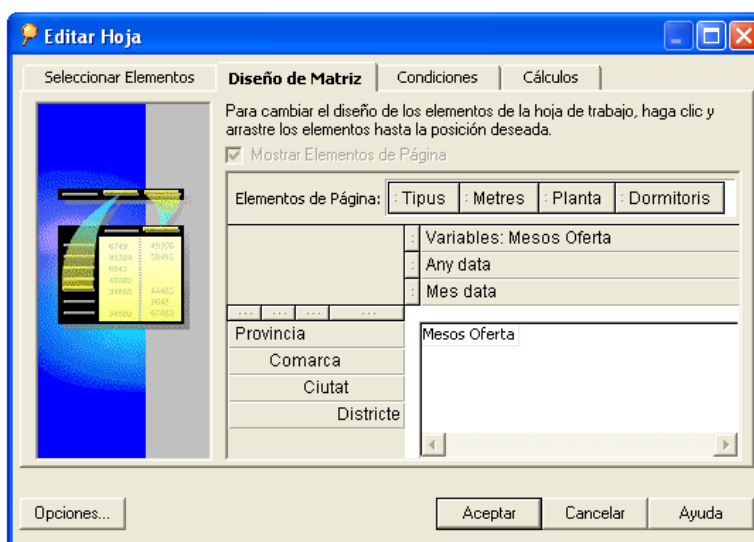 Editar Hoja
Seleccionar Elementos Diseño de Matriz Condiciones Cálculos
Para cambiar el diseño de los elementos de la hoja de trabajo, haga clic y
arrastre los elementos hasta la posición deseada.
Mostrar Elementos de Página
Elementos de Página: Tipus Metres Planta Dormitoris
Variables: Mesos Oferta
Any data
Mes data
Provincia
Comarca
Ciutat
Districte
Mesos Oferta
Opciones... Aceptar Cancelar Ayuda